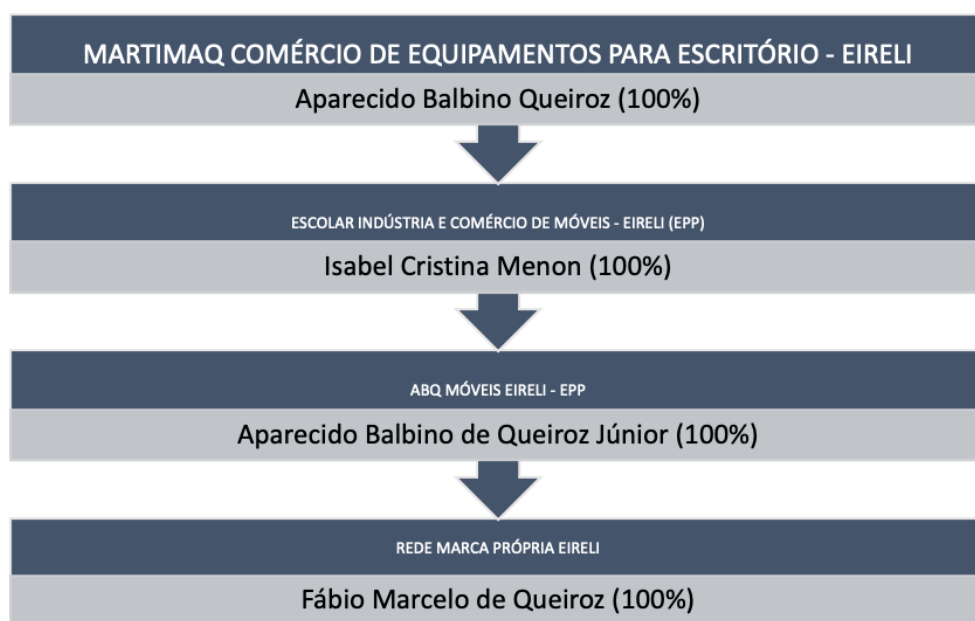 MARTIMAQ COMÉRCIO DE EQUIPAMENTOS PARA ESCRITÓRIO - EIRELI
Aparecido Balbino Queiroz (100%)
ESCOLAR INDÚSTRIA E COMÉRCIO DE MÓVEIS - EIRELI (EPP)
Isabel Cristina Menon (100%)
ABQ MÓVEIS EIRELI - EPP
Aparecido Balbino de Queiroz Júnior (100%)
REDE MARCA PRÓPRIA EIRELI
Fábio Marcelo de Queiroz (100%)